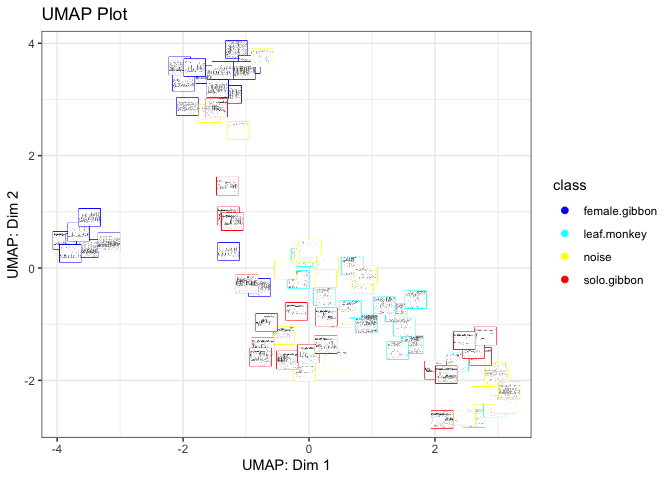 UMAP Plot
4
2
0
-2
UMAP: Dim 2
-4
-2
0
2
UMAP: Dim 1
class
female.gibbon
leaf.monkey
noise
solo.gibbon